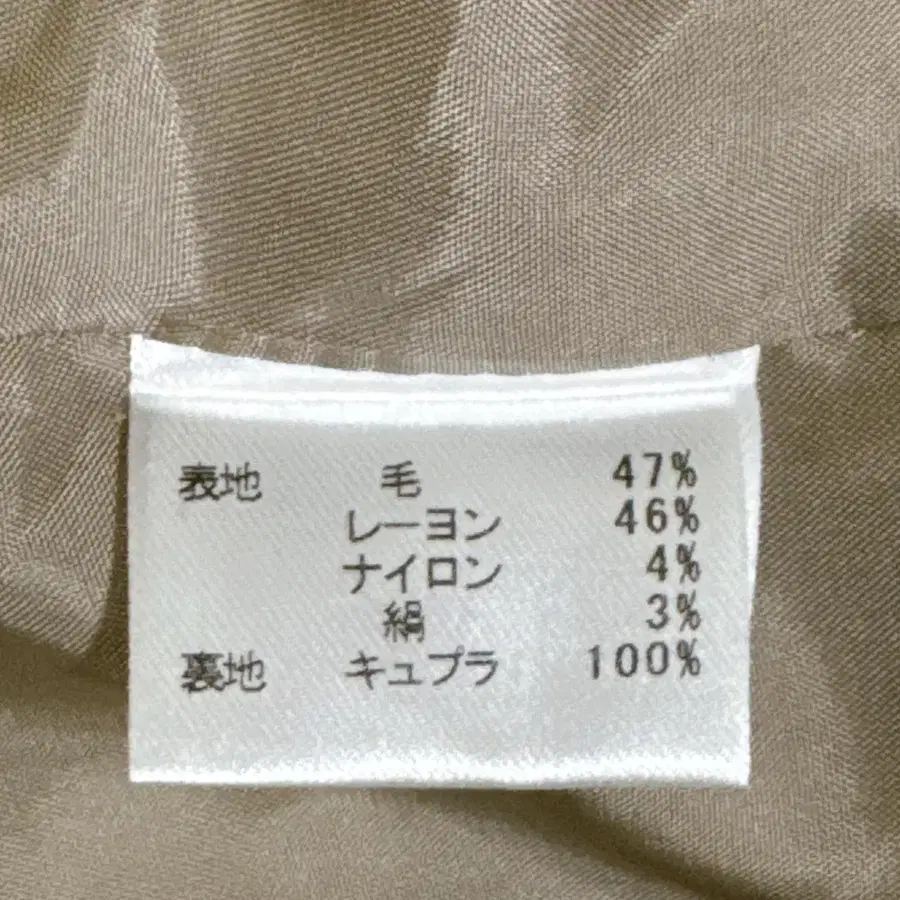 表地 毛 47%
レーヨン 46%
ナイロン 4%
絹 3%
裏地 キュプラ 100%